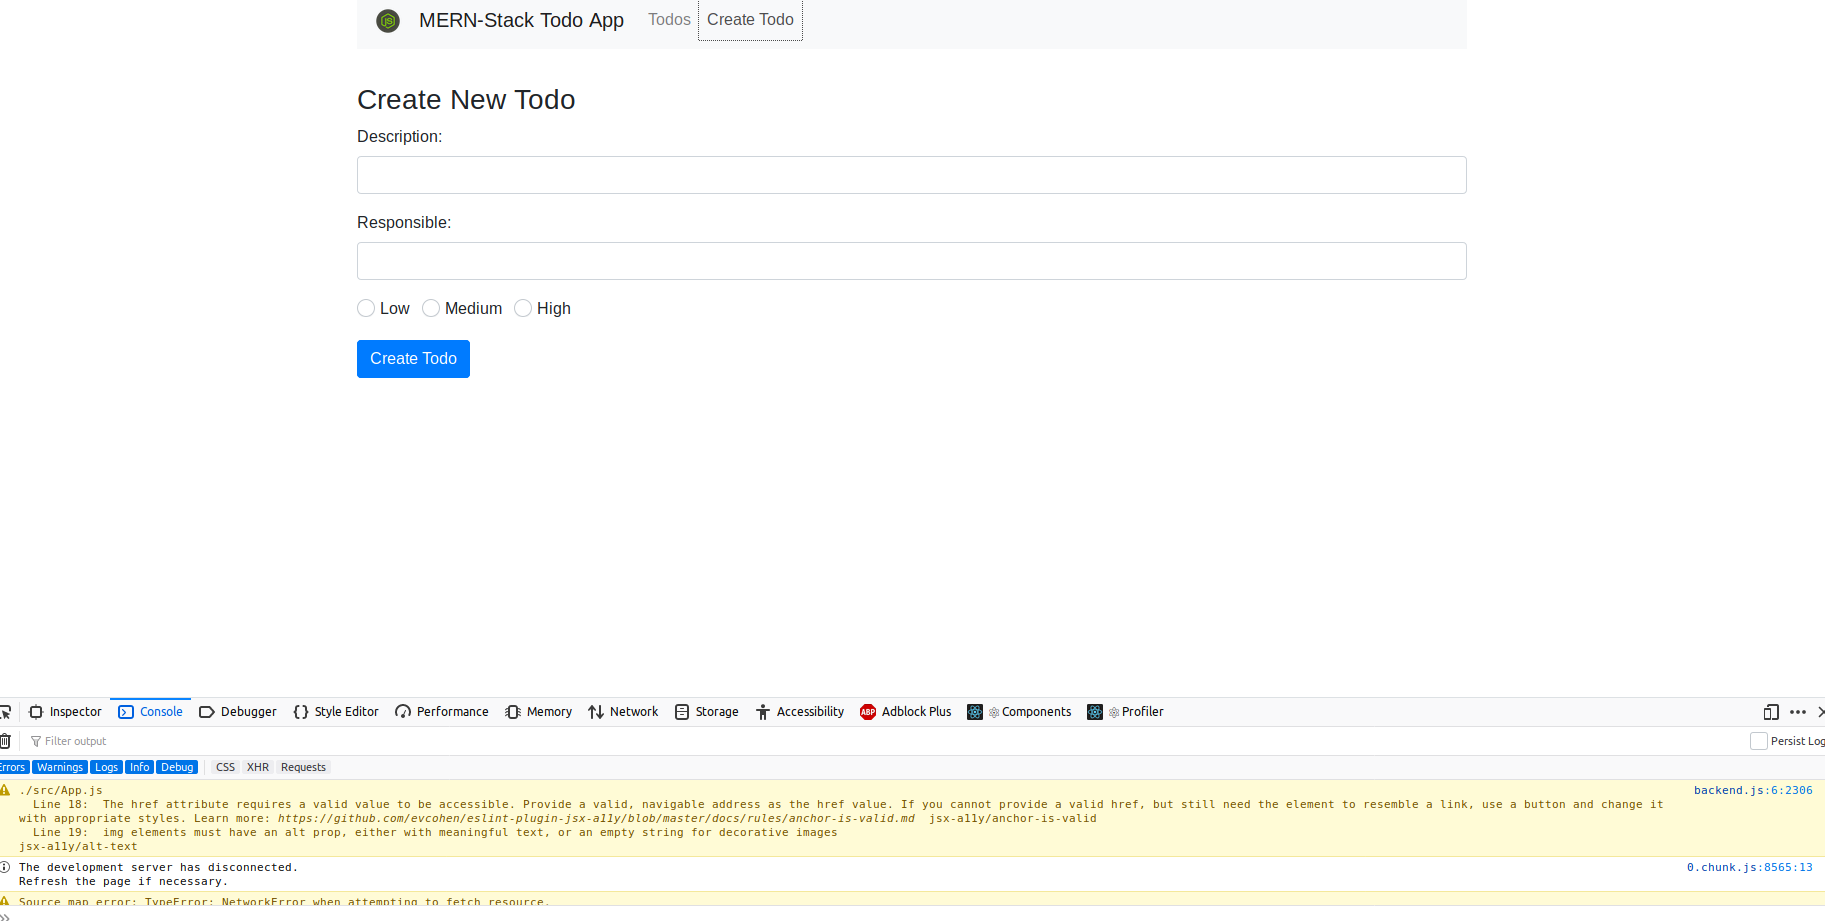 MERN-Stack Todo App Todos Create Todo
Create New Todo
Description:
Responsible:
Low Medium High
Create Todo
Inspector Console Debugger Style Editor Performance Memory Network Storage Accessibility Adblock Plus Components Profiler
Filter output Persist Log
Errors Warnings Logs Info Debug CSS XHR Requests
./src/App.js backend.js:6:2306
Line 18: The href attribute requires a valid value to be accessible. Provide a valid, navigable address as the href value. If you cannot provide a valid href, but still need the element to resemble a link, use a button and change it
with appropriate styles. Learn more: https://github.com/evcohen/eslint-plugin-jsx-a11y/blob/master/docs/rules/anchor-is-valid.md jsx-a11y/anchor-is-valid
Line 19: img elements must have an alt prop, either with meaningful text, or an empty string for decorative images
jsx-a11y/alt-text
The development server has disconnected. 0.chunk.js:8565:13
Refresh the page if necessary.
Source map error: TypeError: NetworkError when attempting to fetch resource.